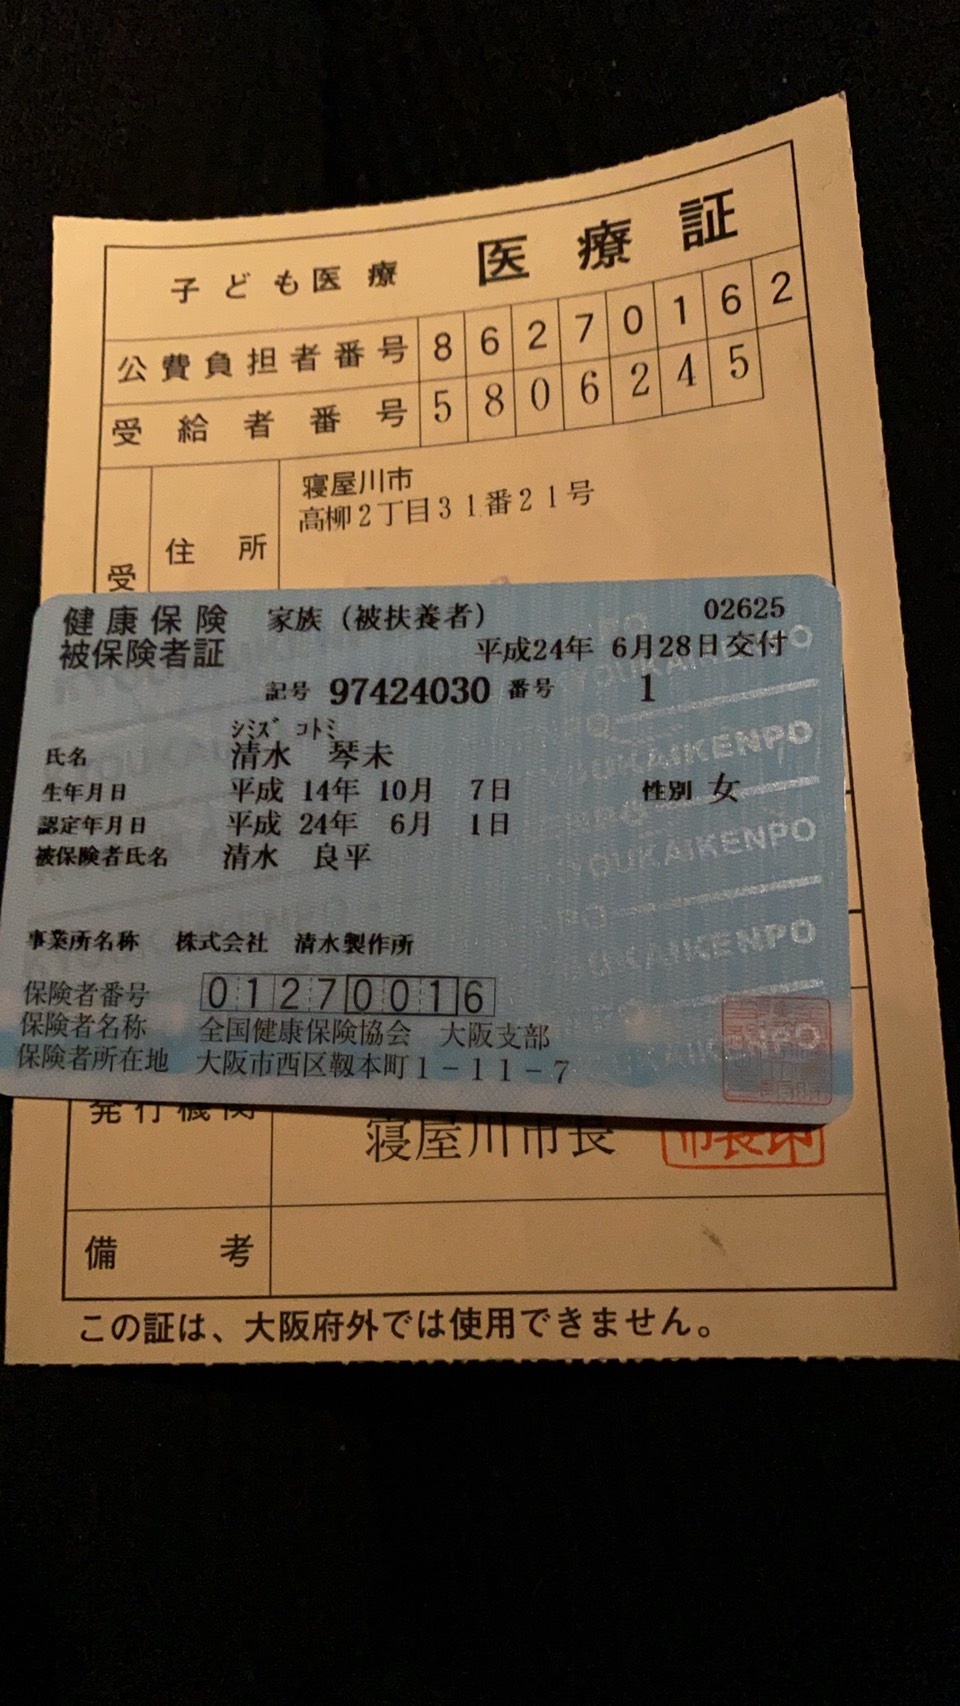 子ども医療 医療証
公費負担者番号 86270162
受給者番号 5806245
受
住所
寝屋川市
高柳2丁目31番21号
健康保険 家族(被扶養者) 02625
被保険者証 平成24年 6月28日交付
記号 97424030 番号 1
シミズ コトミ
氏名 清水 琴未
生年月日 平成 14年 10月 7日 性別 女
認定年月日 平成 24年 6月 1日
被保険者氏名 清水 良平
事業所名称 株式会社 清水製作所
保険者番号 01270016
保険者名称 全国健康保険協会 大阪支部
保険者所在地 大阪市西区靱本町1-11-7
KYOUKAIKENPO
発行機関 寝屋川市長 市長印
備考
この証は、大阪府外では使用できません。